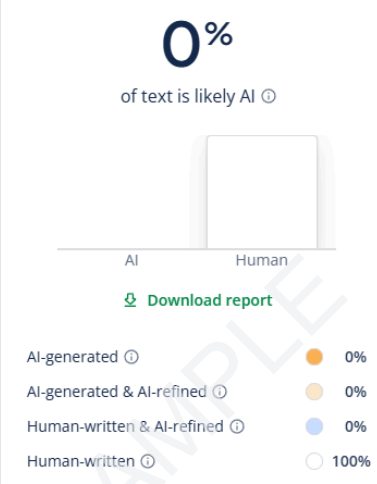 0%
of text is likely AI
AI Human
Download report
AI-generated 0%
AI-generated & AI-refined 0%
Human-written & AI-refined 0%
Human-written 100%
AMPLE